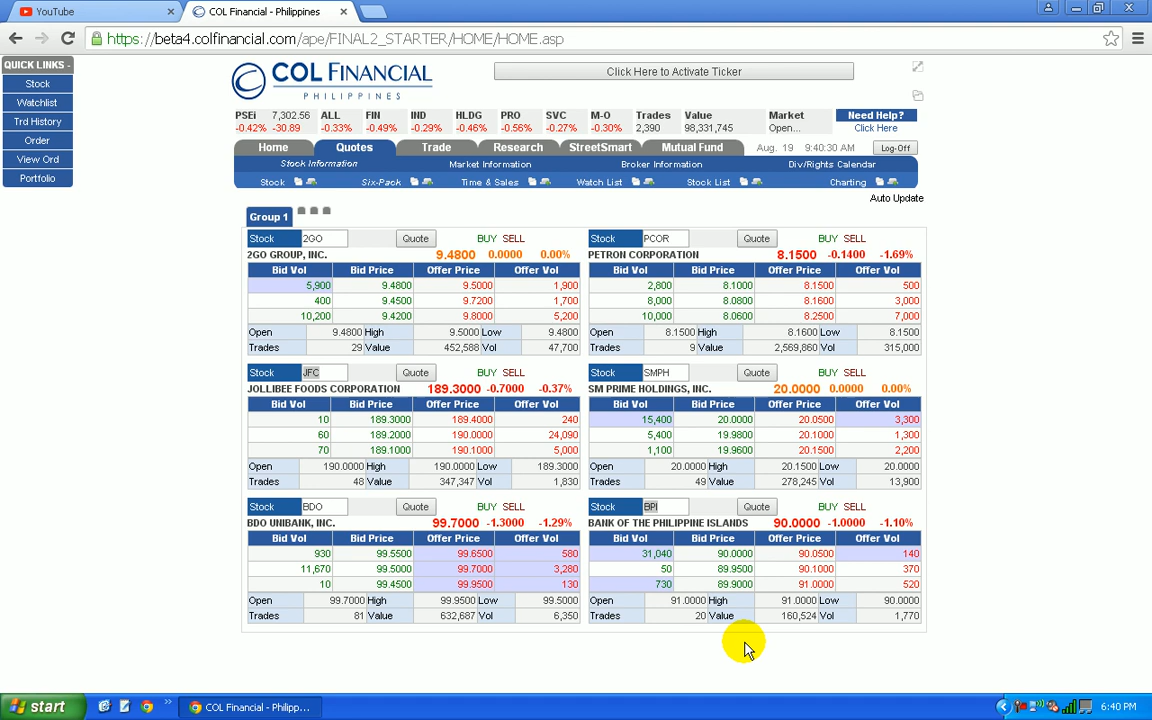 YouTube
COL Financial - Philippines
https://beta4.colfinancial.com/ape/FINAL2_STARTER/HOME/HOME.asp
QUICK LINKS -
Stock
Watchlist
Trd History
Order
View Ord
Portfolio
COL FINANCIAL
PHILIPPINES
Click Here to Activate Ticker
PSEi 7,302.56 ALL FIN IND HLDG PRO SVC M-O Trades Value Market Need Help?
-0.42% -30.89 -0.33% -0.49% -0.29% -0.46% -0.56% -0.27% -0.30% 2,390 98,331,745 Open... Click Here
Home Quotes Trade Research StreetSmart Mutual Fund Aug. 19 9:40:30 AM Log-Off
Stock Information Market Information Broker Information Div/Rights Calendar
Stock Six-Pack Time & Sales Watch List Stock List Charting
Auto Update
Group 1
Stock 2GO Quote BUY SELL
2GO GROUP, INC. 9.4800 0.0000 0.00%
Bid Vol Bid Price Offer Price Offer Vol
5,900 9.4800 9.5000 1,900
400 9.4500 9.7200 1,700
10,200 9.4200 9.8000 5,200
Open 9.4800 High 9.5000 Low 9.4800
Trades 29 Value 452,588 Vol 47,700
Stock PCOR Quote BUY SELL
PETRON CORPORATION 8.1500 -0.1400 -1.69%
Bid Vol Bid Price Offer Price Offer Vol
2,800 8.1000 8.1500 500
8,000 8.0800 8.1600 3,000
10,000 8.0600 8.2500 7,000
Open 8.1500 High 8.1600 Low 8.1500
Trades 9 Value 2,569,860 Vol 315,000
Stock JFC Quote BUY SELL
JOLLIBEE FOODS CORPORATION 189.3000 -0.7000 -0.37%
Bid Vol Bid Price Offer Price Offer Vol
10 189.3000 189.4000 240
60 189.2000 190.0000 24,090
70 189.1000 190.1000 5,000
Open 190.0000 High 190.0000 Low 189.3000
Trades 48 Value 347,347 Vol 1,830
Stock SMPH Quote BUY SELL
SM PRIME HOLDINGS, INC. 20.0000 0.0000 0.00%
Bid Vol Bid Price Offer Price Offer Vol
15,400 20.0000 20.0500 3,300
5,400 19.9800 20.1000 1,300
1,100 19.9600 20.1500 2,200
Open 20.0000 High 20.1500 Low 20.0000
Trades 49 Value 278,245 Vol 13,900
Stock BDO Quote BUY SELL
BDO UNIBANK, INC. 99.7000 -1.3000 -1.29%
Bid Vol Bid Price Offer Price Offer Vol
930 99.5500 99.6500 580
11,670 99.5000 99.7000 3,280
10 99.4500 99.9500 130
Open 99.7000 High 99.9500 Low 99.5000
Trades 81 Value 632,687 Vol 6,350
Stock BPI Quote BUY SELL
BANK OF THE PHILIPPINE ISLANDS 90.0000 -1.0000 -1.10%
Bid Vol Bid Price Offer Price Offer Vol
31,040 90.0000 90.0500 140
50 89.9500 90.1000 370
730 89.9000 91.0000 520
Open 91.0000 High 91.0000 Low 90.0000
Trades 20 Value 160,524 Vol 1,770
start
COL Financial - Philipp...
6:40 PM